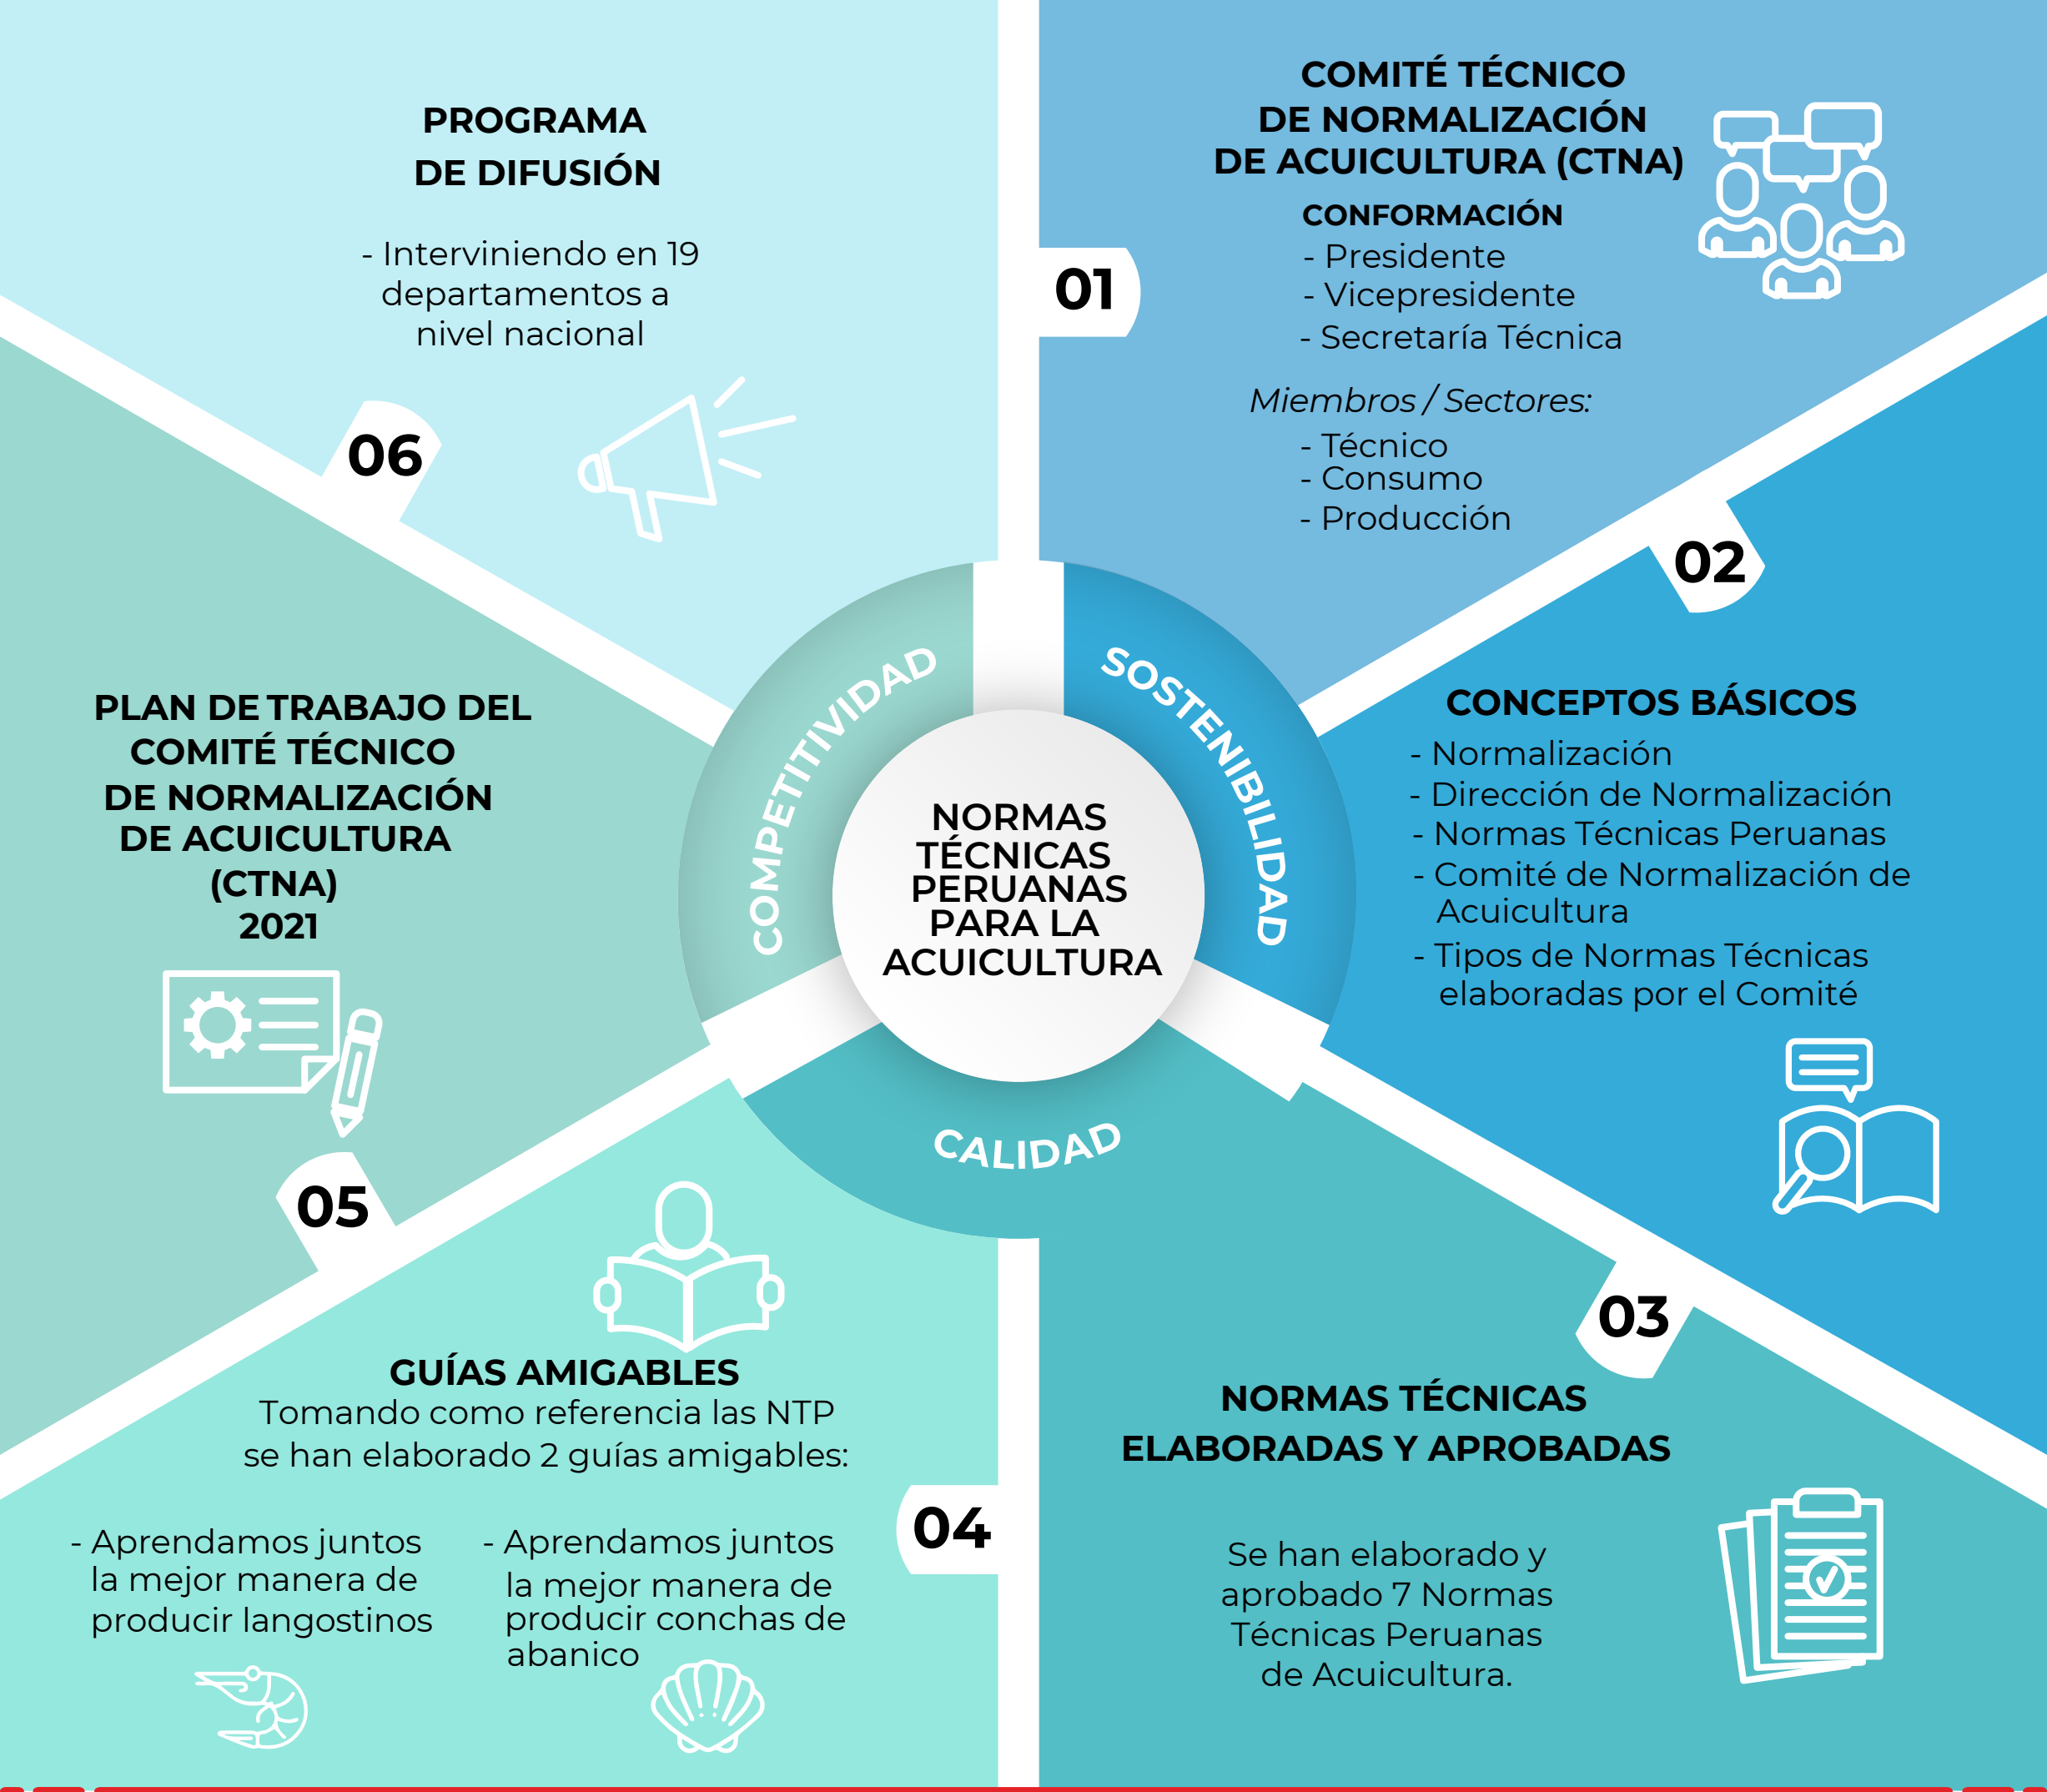 COMITÉ TÉCNICO
DE NORMALIZACIÓN
DE ACUICULTURA (CTNA)
CONFORMACIÓN
- Presidente
- Vicepresidente
- Secretaría Técnica
Miembros / Sectores:
- Técnico
- Consumo
- Producción
01
02
CONCEPTOS BÁSICOS
- Normalización
- Dirección de Normalización
- Normas Técnicas Peruanas
- Comité de Normalización de
Acuicultura
- Tipos de Normas Técnicas
elaboradas por el Comité
03
NORMAS TÉCNICAS
ELABORADAS Y APROBADAS
Se han elaborado y
aprobado 7 Normas
Técnicas Peruanas
de Acuicultura.
04
GUÍAS AMIGABLES
Tomando como referencia las NTP
se han elaborado 2 guías amigables:
- Aprendamos juntos
la mejor manera de
producir langostinos
- Aprendamos juntos
la mejor manera de
producir conchas de
abanico
05
PLAN DE TRABAJO DEL
COMITÉ TÉCNICO
DE NORMALIZACIÓN
DE ACUICULTURA
(CTNA)
2021
06
PROGRAMA
DE DIFUSIÓN
- Interviniendo en 19
departamentos a
nivel nacional
COMPETITIVIDAD
SOSTENIBILIDAD
CALIDAD
NORMAS
TÉCNICAS
PERUANAS
PARA LA
ACUICULTURA